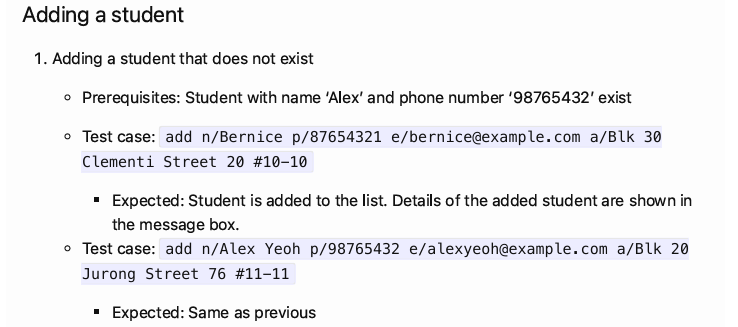 Adding a student
1. Adding a student that does not exist
Prerequisites: Student with name ‘Alex’ and phone number ‘98765432’ exist
Test case: add n/Bernice p/87654321 e/bernice@example.com a/Blk 30
Clementi Street 20 #10-10
Expected: Student is added to the list. Details of the added student are shown in
the message box.
Test case: add n/Alex Yeoh p/98765432 e/alexyeoh@example.com a/Blk 20
Jurong Street 76 #11-11
Expected: Same as previous